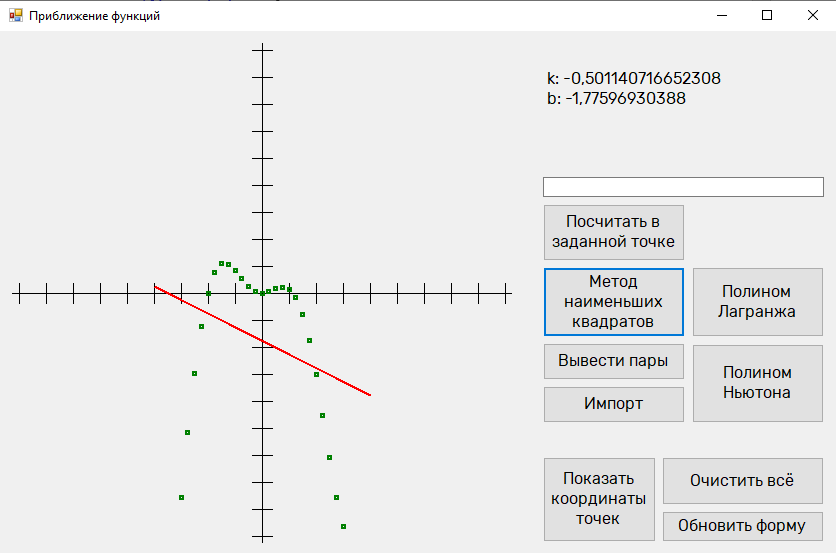 Приближение функций
k: -0,501140716652308
b: -1,77596930388
Посчитать в
заданной точке
Метод
наименьших
квадратов
Полином
Лагранжа
Вывести пары
Полином
Ньютона
Импорт
Показать
координаты
точек
Очистить всё
Обновить форму